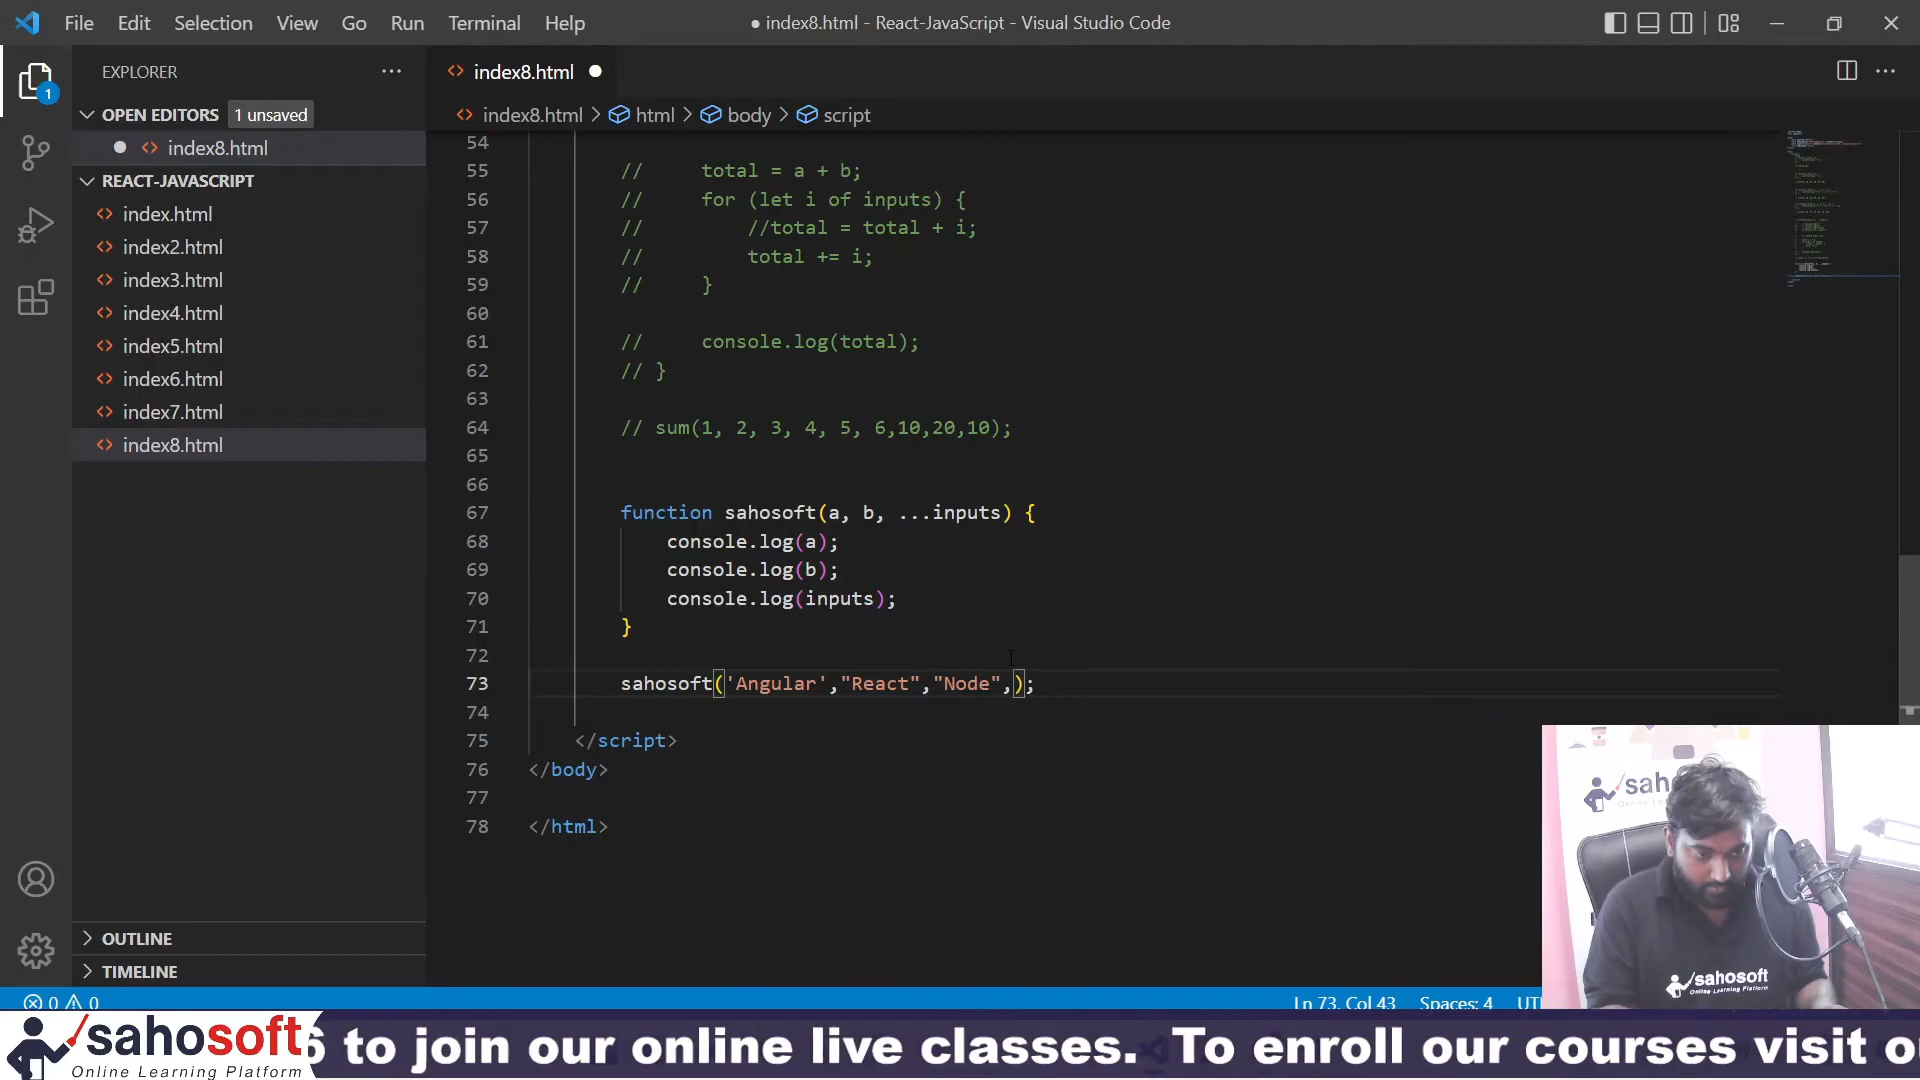 File Edit Selection View Go Run Terminal Help
● index8.html - React-JavaScript - Visual Studio Code
EXPLORER
index8.html
OPEN EDITORS 1 unsaved
index8.html > html > body > script
index8.html
REACT-JAVASCRIPT
index.html
index2.html
index3.html
index4.html
index5.html
index6.html
index7.html
index8.html
OUTLINE
TIMELINE
54
55 // total = a + b;
56 // for (let i of inputs) {
57 // //total = total + i;
58 // total += i;
59 // }
60
61 // console.log(total);
62 // }
63
64 // sum(1, 2, 3, 4, 5, 6,10,20,10);
65
66
67 function sahosoft(a, b, ...inputs) {
68 console.log(a);
69 console.log(b);
70 console.log(inputs);
71 }
72
73 sahosoft('Angular',"React","Node",);
74
75 </script>
76 </body>
77
78 </html>
1
0 0
Ln 73, Col 43 Spaces: 4
sahosoft
Online Learning Platform
sahosoft
Online Learning Platform
6 to join our online live classes. To enroll our courses visit